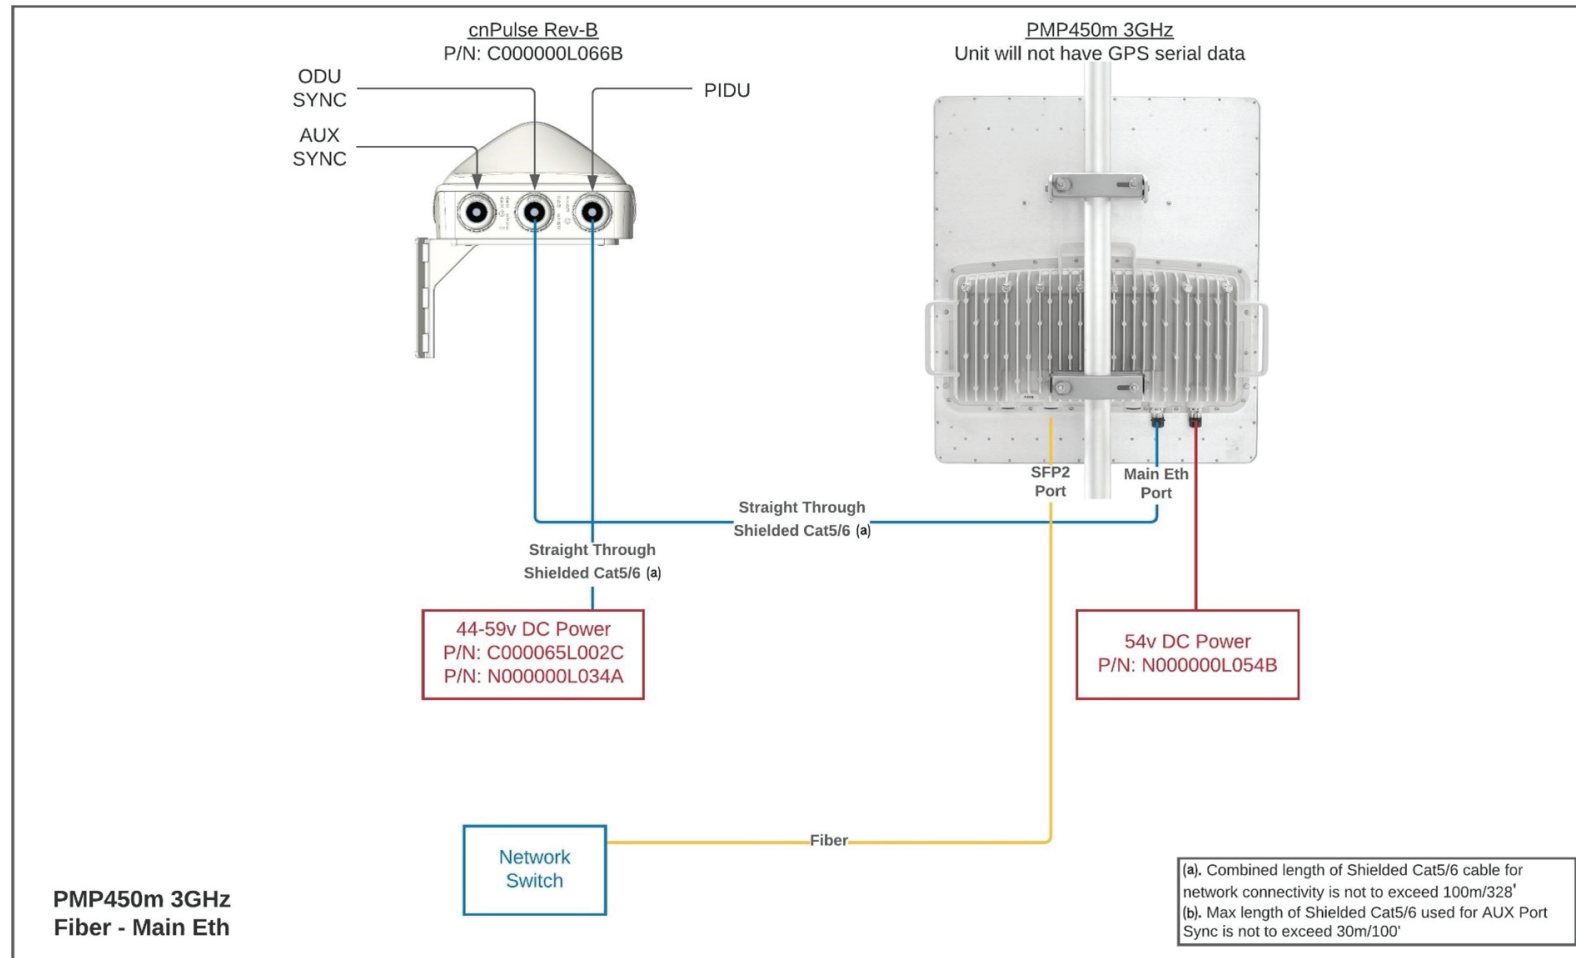 cnPulse Rev-B
P/N: C000000L066B
PMP450m 3GHz
Unit will not have GPS serial data
ODU
SYNC
PIDU
AUX
SYNC
SFP2
Port
Main Eth
Port
Straight Through
Shielded Cat5/6 (a)
Straight Through
Shielded Cat5/6 (a)
44-59v DC Power
P/N: C000065L002C
P/N: N000000L034A
54v DC Power
P/N: N000000L054B
Fiber
Network
Switch
PMP450m 3GHz
Fiber - Main Eth
(a). Combined length of Shielded Cat5/6 cable for
network connectivity is not to exceed 100m/328'
(b). Max length of Shielded Cat5/6 used for AUX Port
Sync is not to exceed 30m/100'